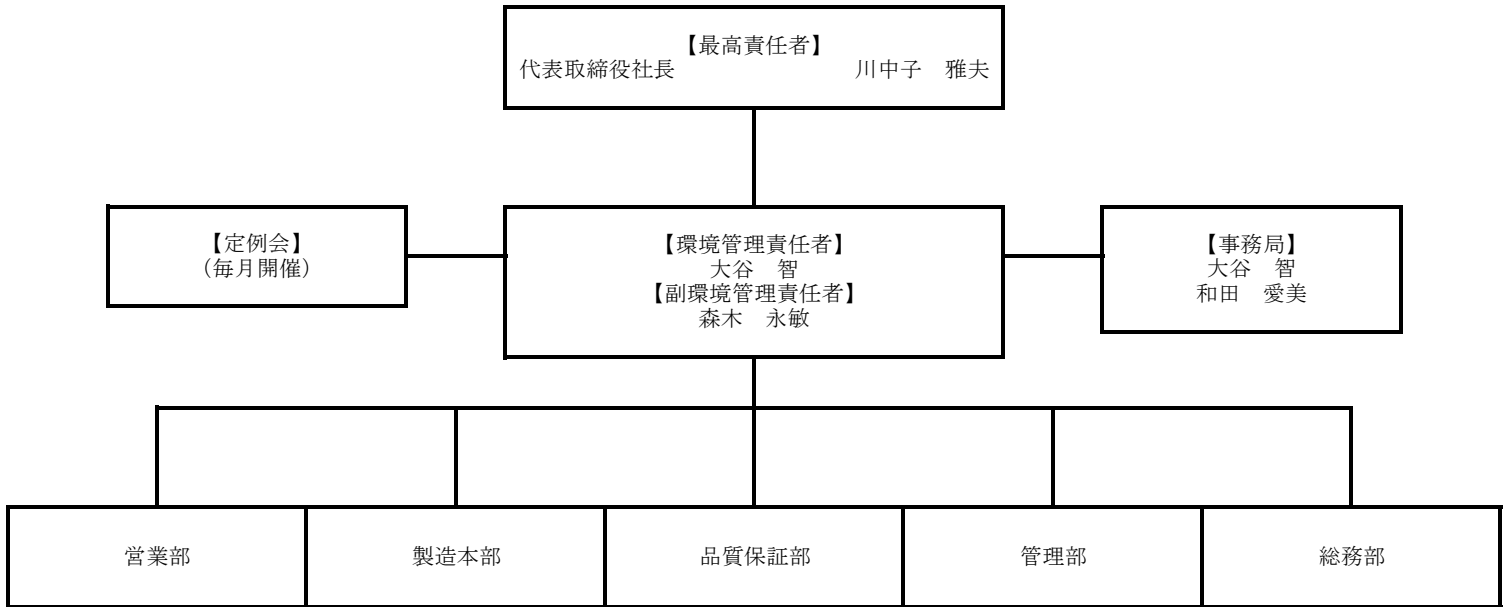 【最高責任者】
代表取締役社長　川中子　雅夫
【定例会】
(毎月開催)
【環境管理責任者】
大谷　智
【副環境管理責任者】
森木　永敏
【事務局】
大谷　智
和田　愛美
営業部
製造本部
品質保証部
管理部
総務部